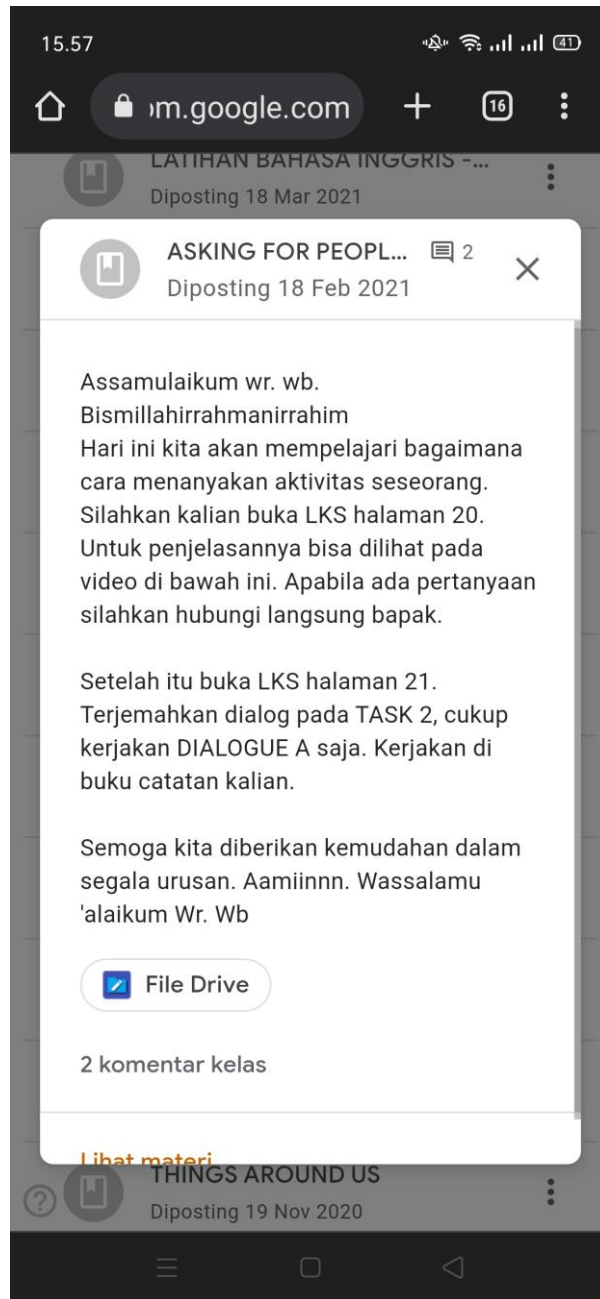 15.57
41
om.google.com
16
LATIHAN BAHASA INGGRIS -...
Diposting 18 Mar 2021
ASKING FOR PEOPL... 2
Diposting 18 Feb 2021
Assamulaikum wr. wb.
Bismillahirrahmanirrahim
Hari ini kita akan mempelajari bagaimana
cara menanyakan aktivitas seseorang.
Silahkan kalian buka LKS halaman 20.
Untuk penjelasannya bisa dilihat pada
video di bawah ini. Apabila ada pertanyaan
silahkan hubungi langsung bapak.
Setelah itu buka LKS halaman 21.
Terjemahkan dialog pada TASK 2, cukup
kerjakan DIALOGUE A saja. Kerjakan di
buku catatan kalian.
Semoga kita diberikan kemudahan dalam
segala urusan. Aamiinnn. Wassalamu
'alaikum Wr. Wb
File Drive
2 komentar kelas
Lihat materi
THINGS AROUND US
Diposting 19 Nov 2020